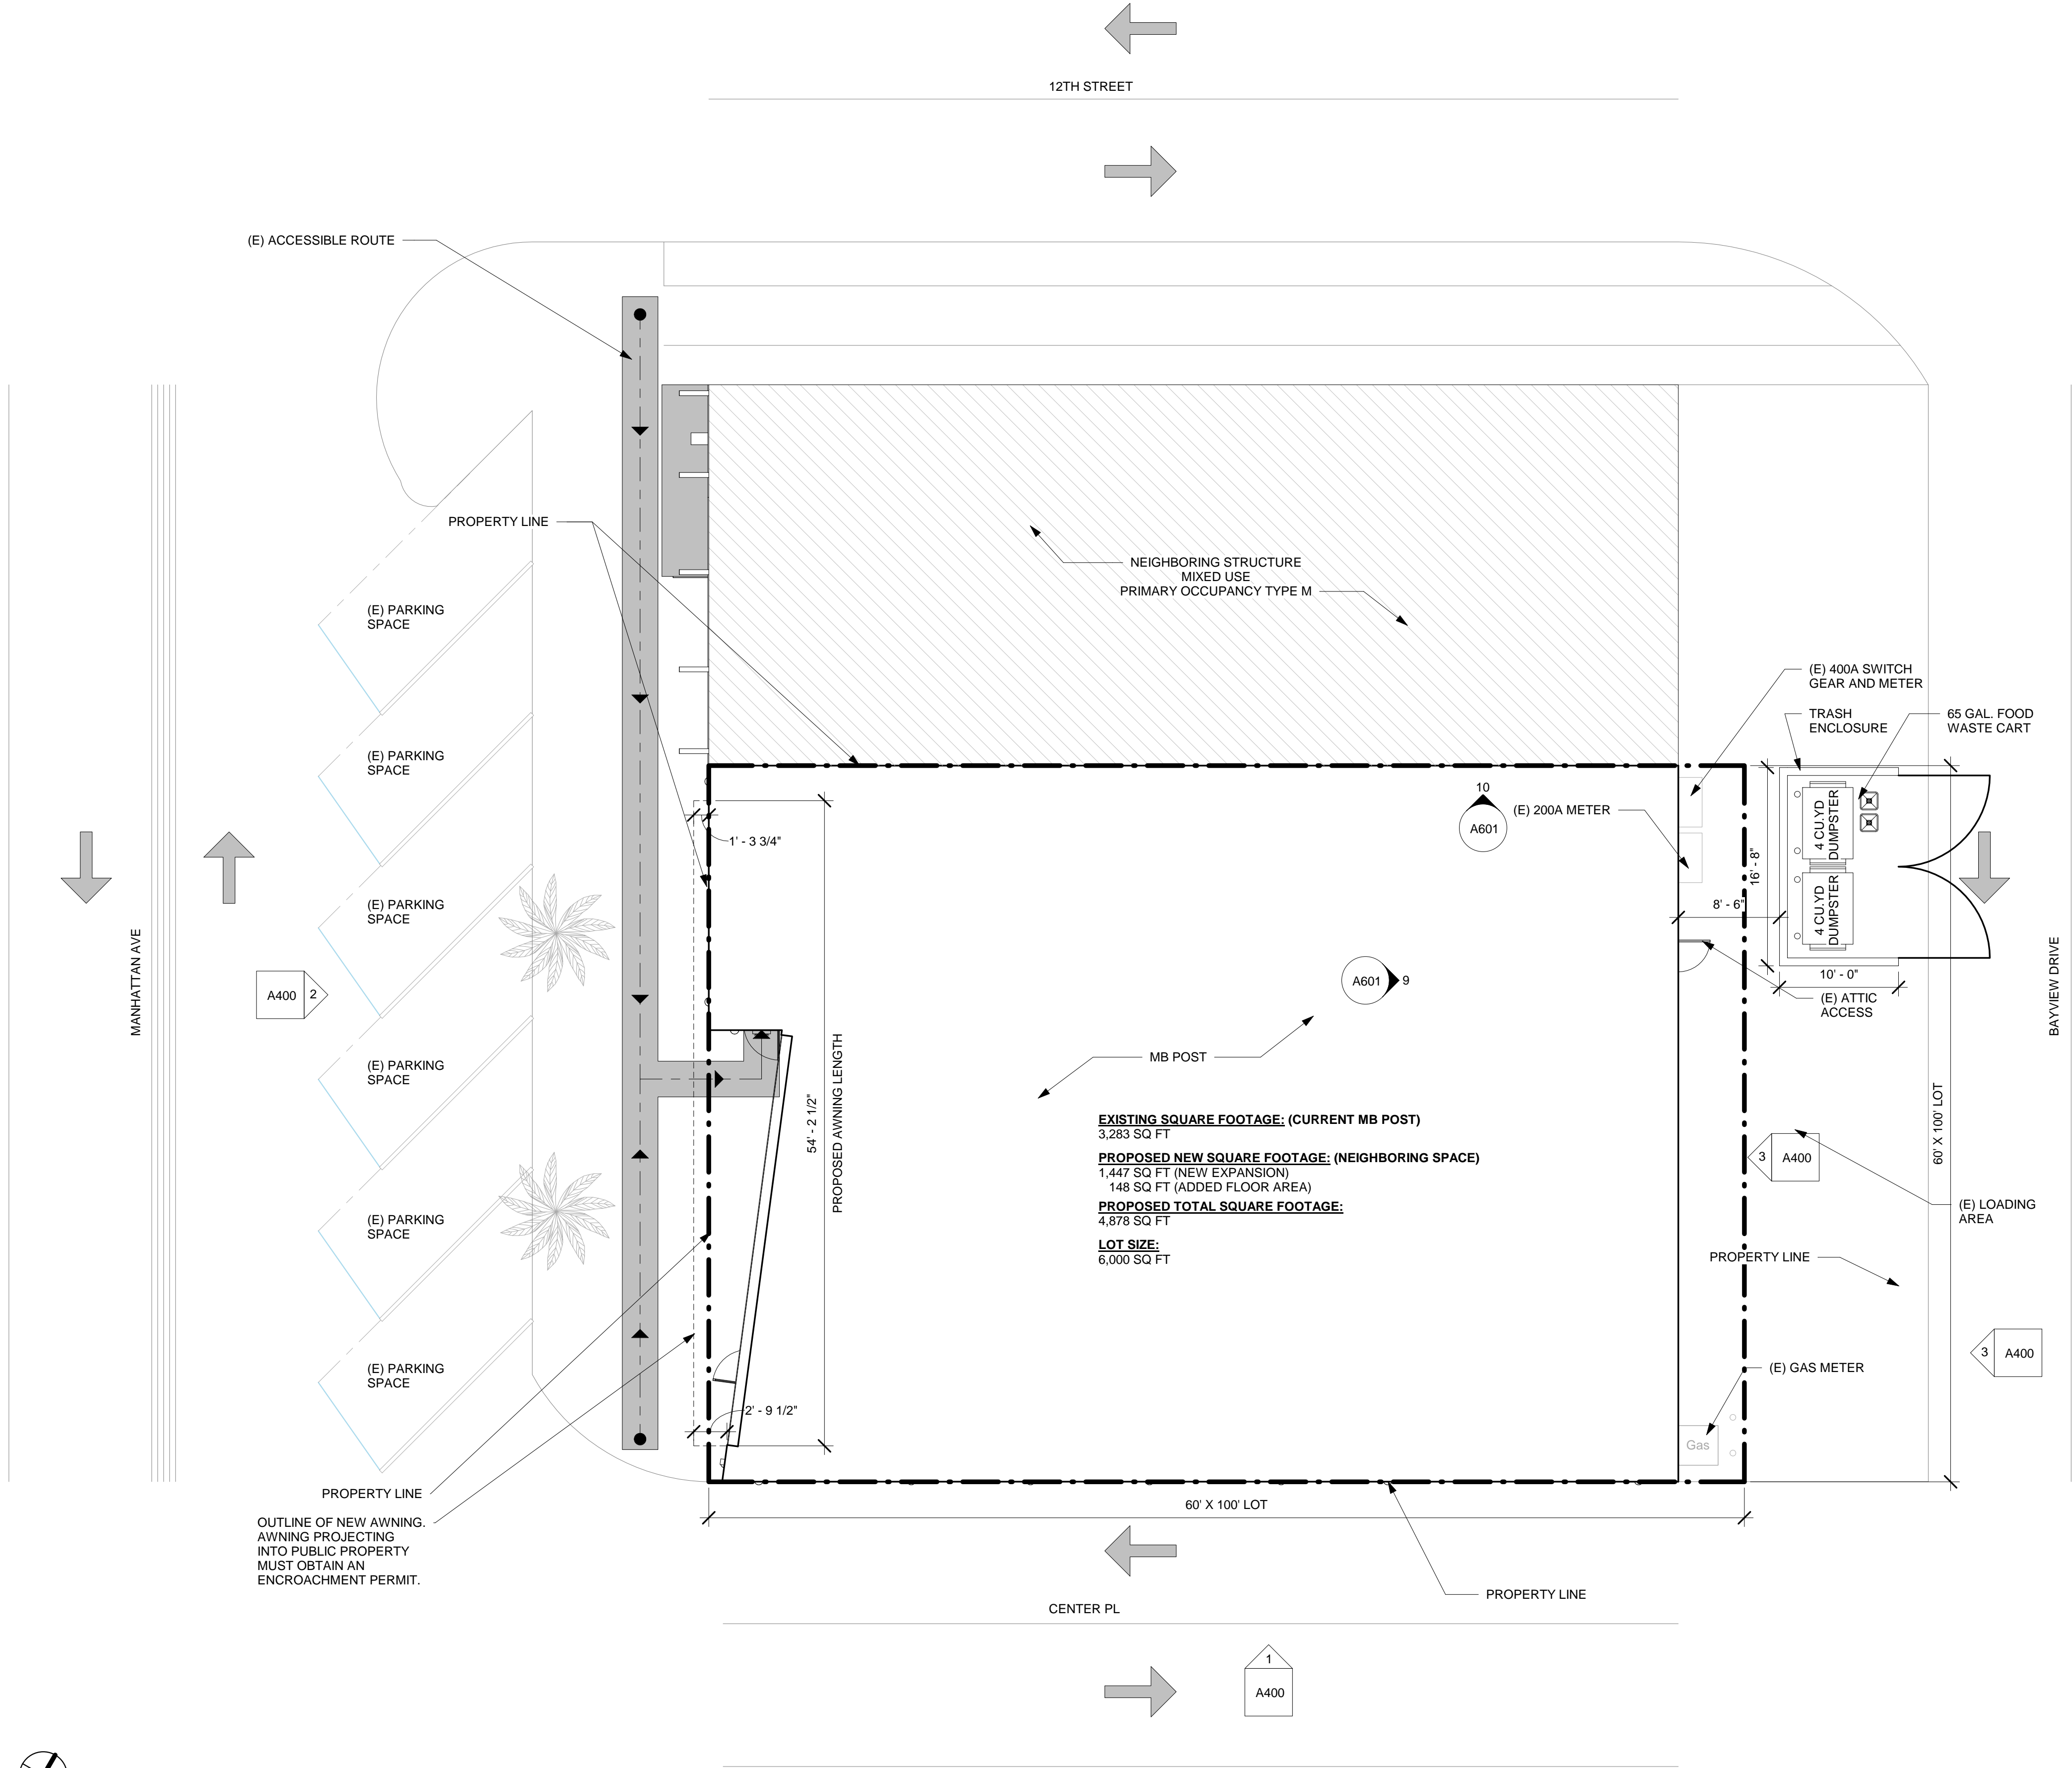 12TH STREET
(E) ACCESSIBLE ROUTE
PROPERTY LINE
NEIGHBORING STRUCTURE
MIXED USE
PRIMARY OCCUPANCY TYPE M
(E) PARKING
SPACE
(E) PARKING
SPACE
(E) PARKING
SPACE
(E) PARKING
SPACE
(E) PARKING
SPACE
(E) PARKING
SPACE
(E) 400A SWITCH
GEAR AND METER
TRASH
ENCLOSURE
65 GAL. FOOD
WASTE CART
10
A601
(E) 200A METER
4 CU.YD
DUMPSTER
4 CU.YD
DUMPSTER
16' - 8"
8' - 6"
10' - 0"
(E) ATTIC
ACCESS
1' - 3 3/4"
MANHATTAN AVE
BAYVIEW DRIVE
A400
2
A601
9
MB POST
54' - 2 1/2"
PROPOSED AWNING LENGTH
EXISTING SQUARE FOOTAGE: (CURRENT MB POST)
3,283 SQ FT
PROPOSED NEW SQUARE FOOTAGE: (NEIGHBORING SPACE)
1,447 SQ FT (NEW EXPANSION)
148 SQ FT (ADDED FLOOR AREA)
PROPOSED TOTAL SQUARE FOOTAGE:
4,878 SQ FT
LOT SIZE:
6,000 SQ FT
3
A400
60' X 100' LOT
(E) LOADING
AREA
PROPERTY LINE
3
A400
(E) GAS METER
Gas
2' - 9 1/2"
PROPERTY LINE
OUTLINE OF NEW AWNING.
AWNING PROJECTING
INTO PUBLIC PROPERTY
MUST OBTAIN AN
ENCROACHMENT PERMIT.
60' X 100' LOT
PROPERTY LINE
CENTER PL
1
A400